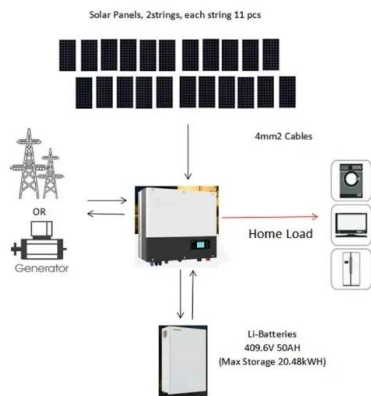 Solar Panels, 2strings, each string 11 pcs
4mm2 Cables
OR
Generator
Home Load
Li-Batteries
409.6V 50AH
(Max Storage 20.48kWH)